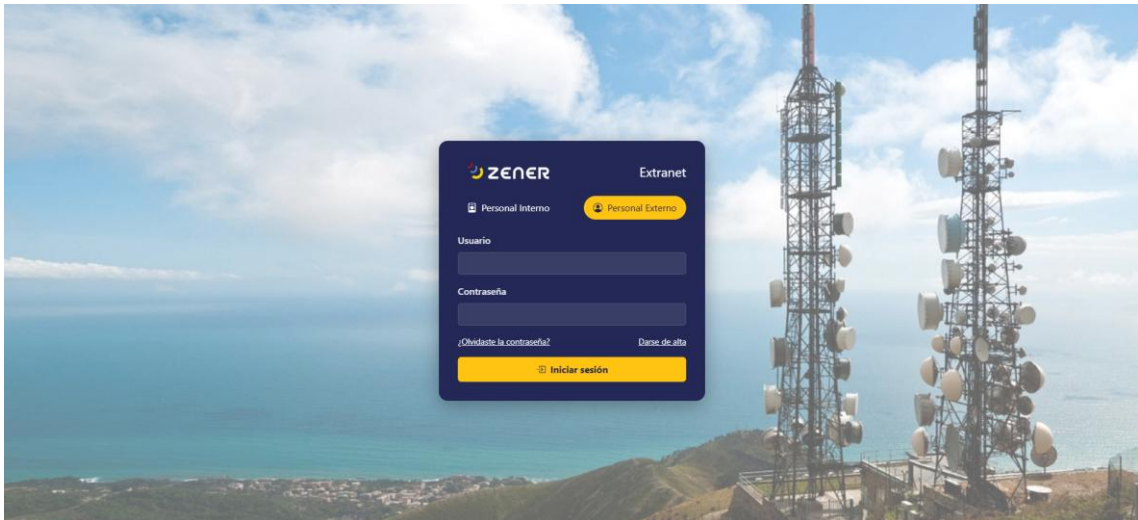 ZENER
Extranet
Personal Interno
Personal Externo
Usuario
Contraseña
¿Olvidaste la contraseña?
Darse de alta
Iniciar sesión